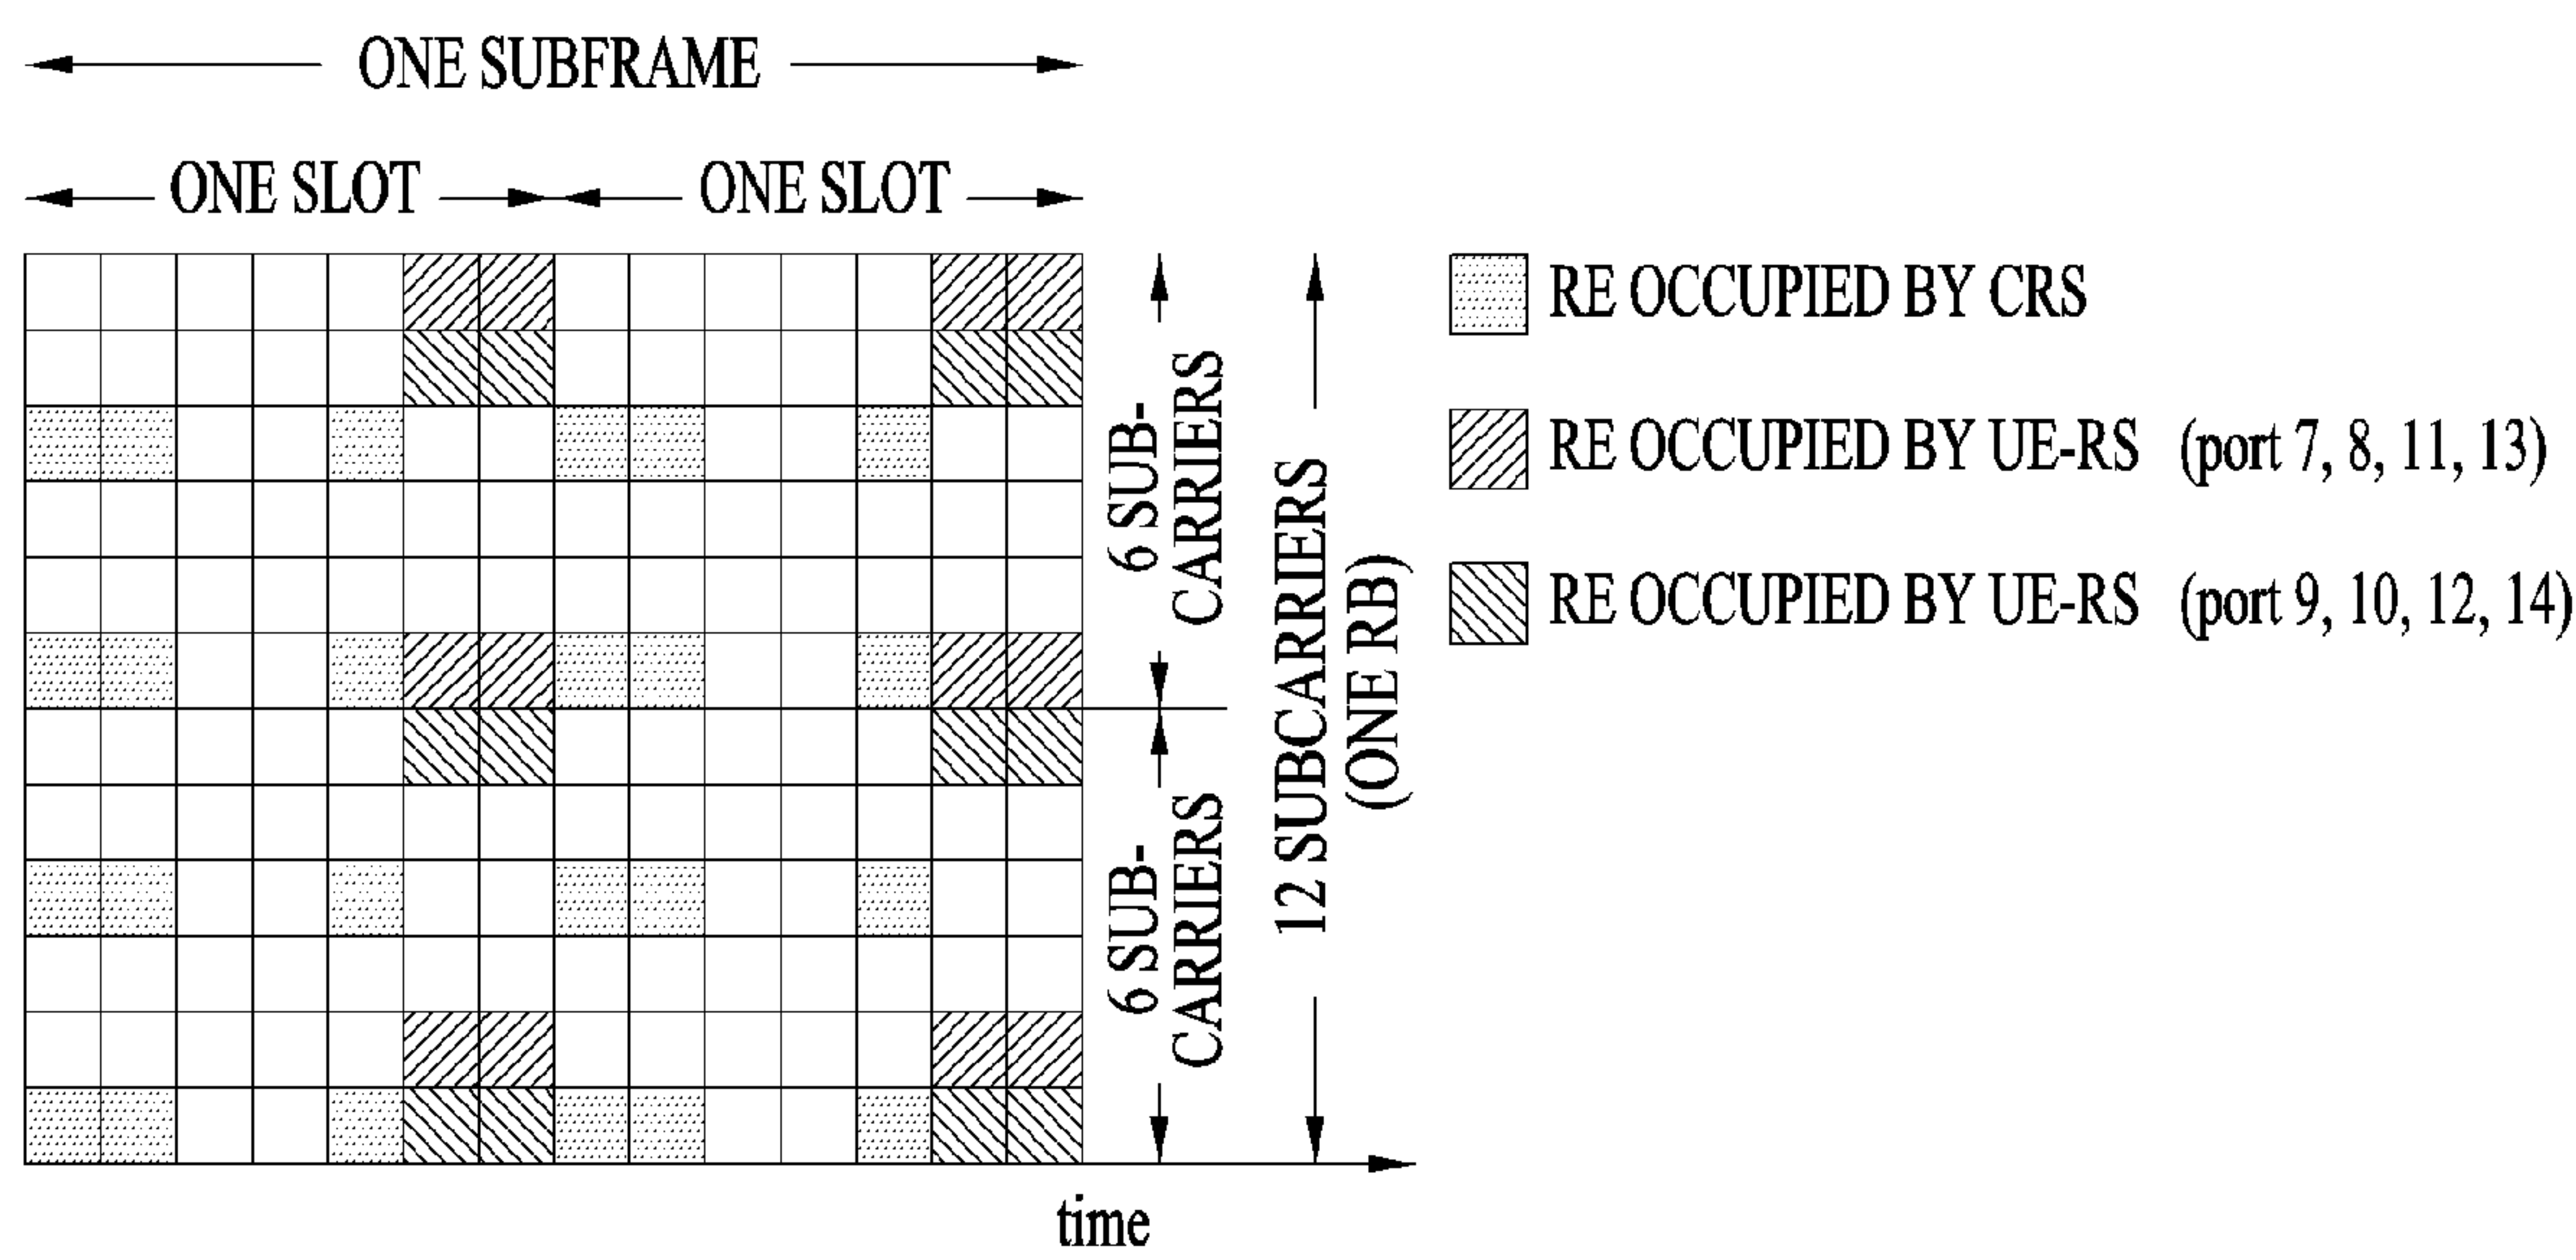 ONE SUBFRAME
ONE SLOT
ONE SLOT
6 SUB-
CARRIERS
6 SUB-
CARRIERS
12 SUBCARRIERS
(ONE RB)
RE OCCUPIED BY CRS
RE OCCUPIED BY UE-RS (port 7, 8, 11, 13)
RE OCCUPIED BY UE-RS (port 9, 10, 12, 14)
time